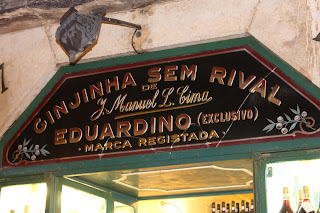 GINJINHA SEM RIVAL
DE
J. Manuel L. Cima
EDUARDINO (EXCLUSIVO)
MARCA REGISTADA